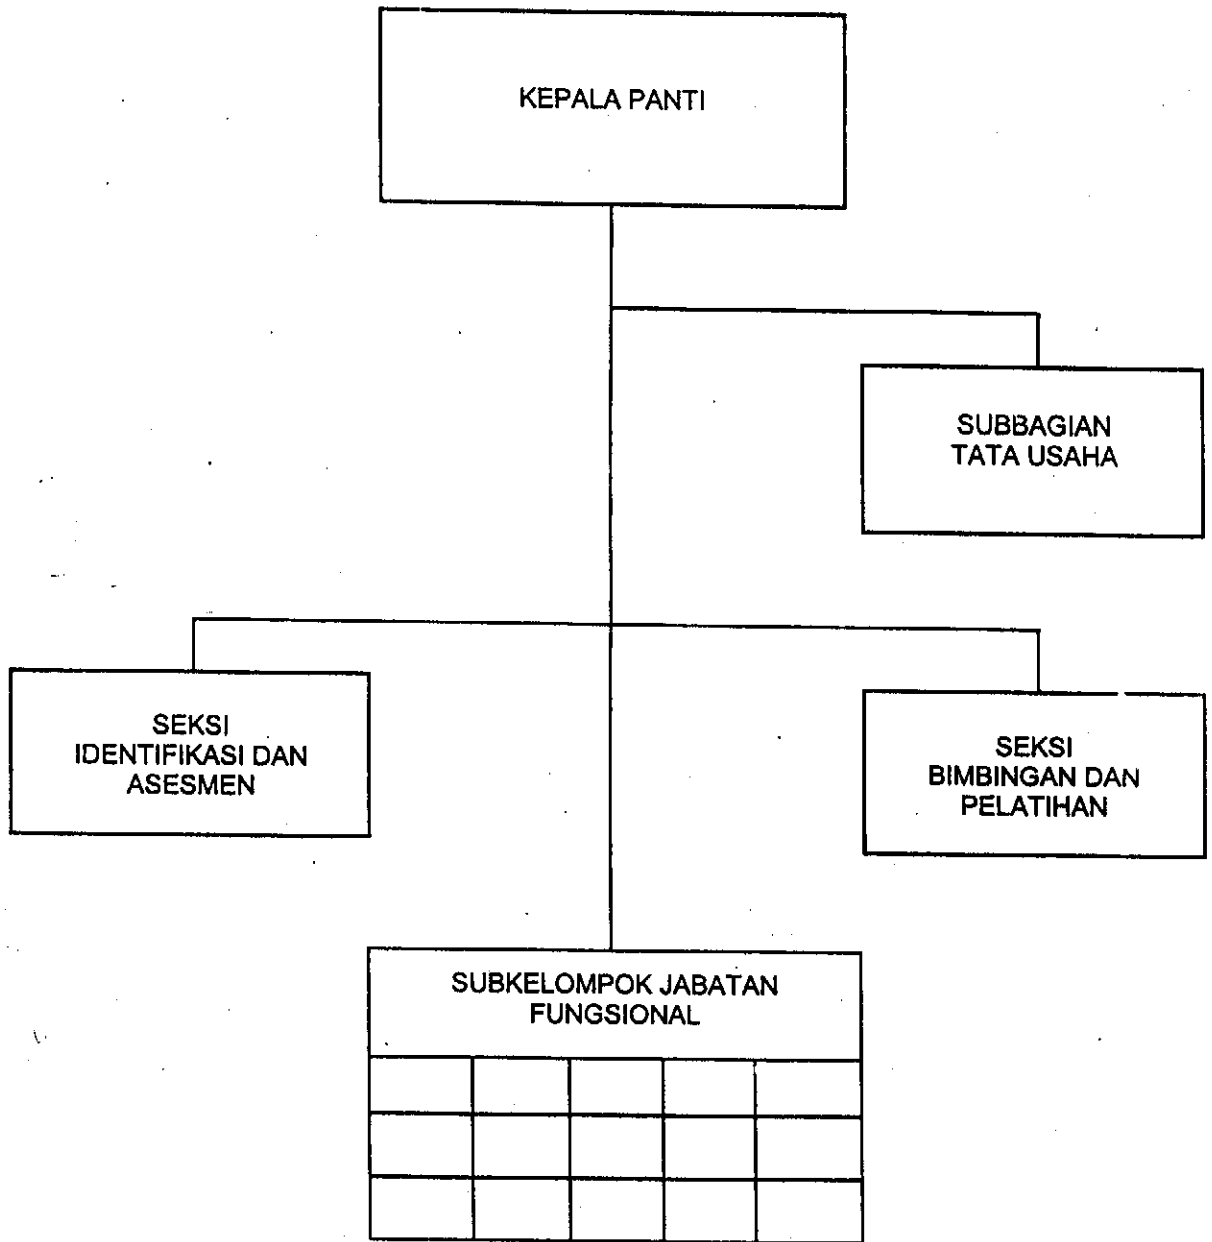 KEPALA PANTI
SUBBAGIAN
TATA USAHA
SEKSI
IDENTIFIKASI DAN
ASESMEN
SEKSI
BIMBINGAN DAN
PELATIHAN
SUBKELOMPOK JABATAN
FUNGSIONAL